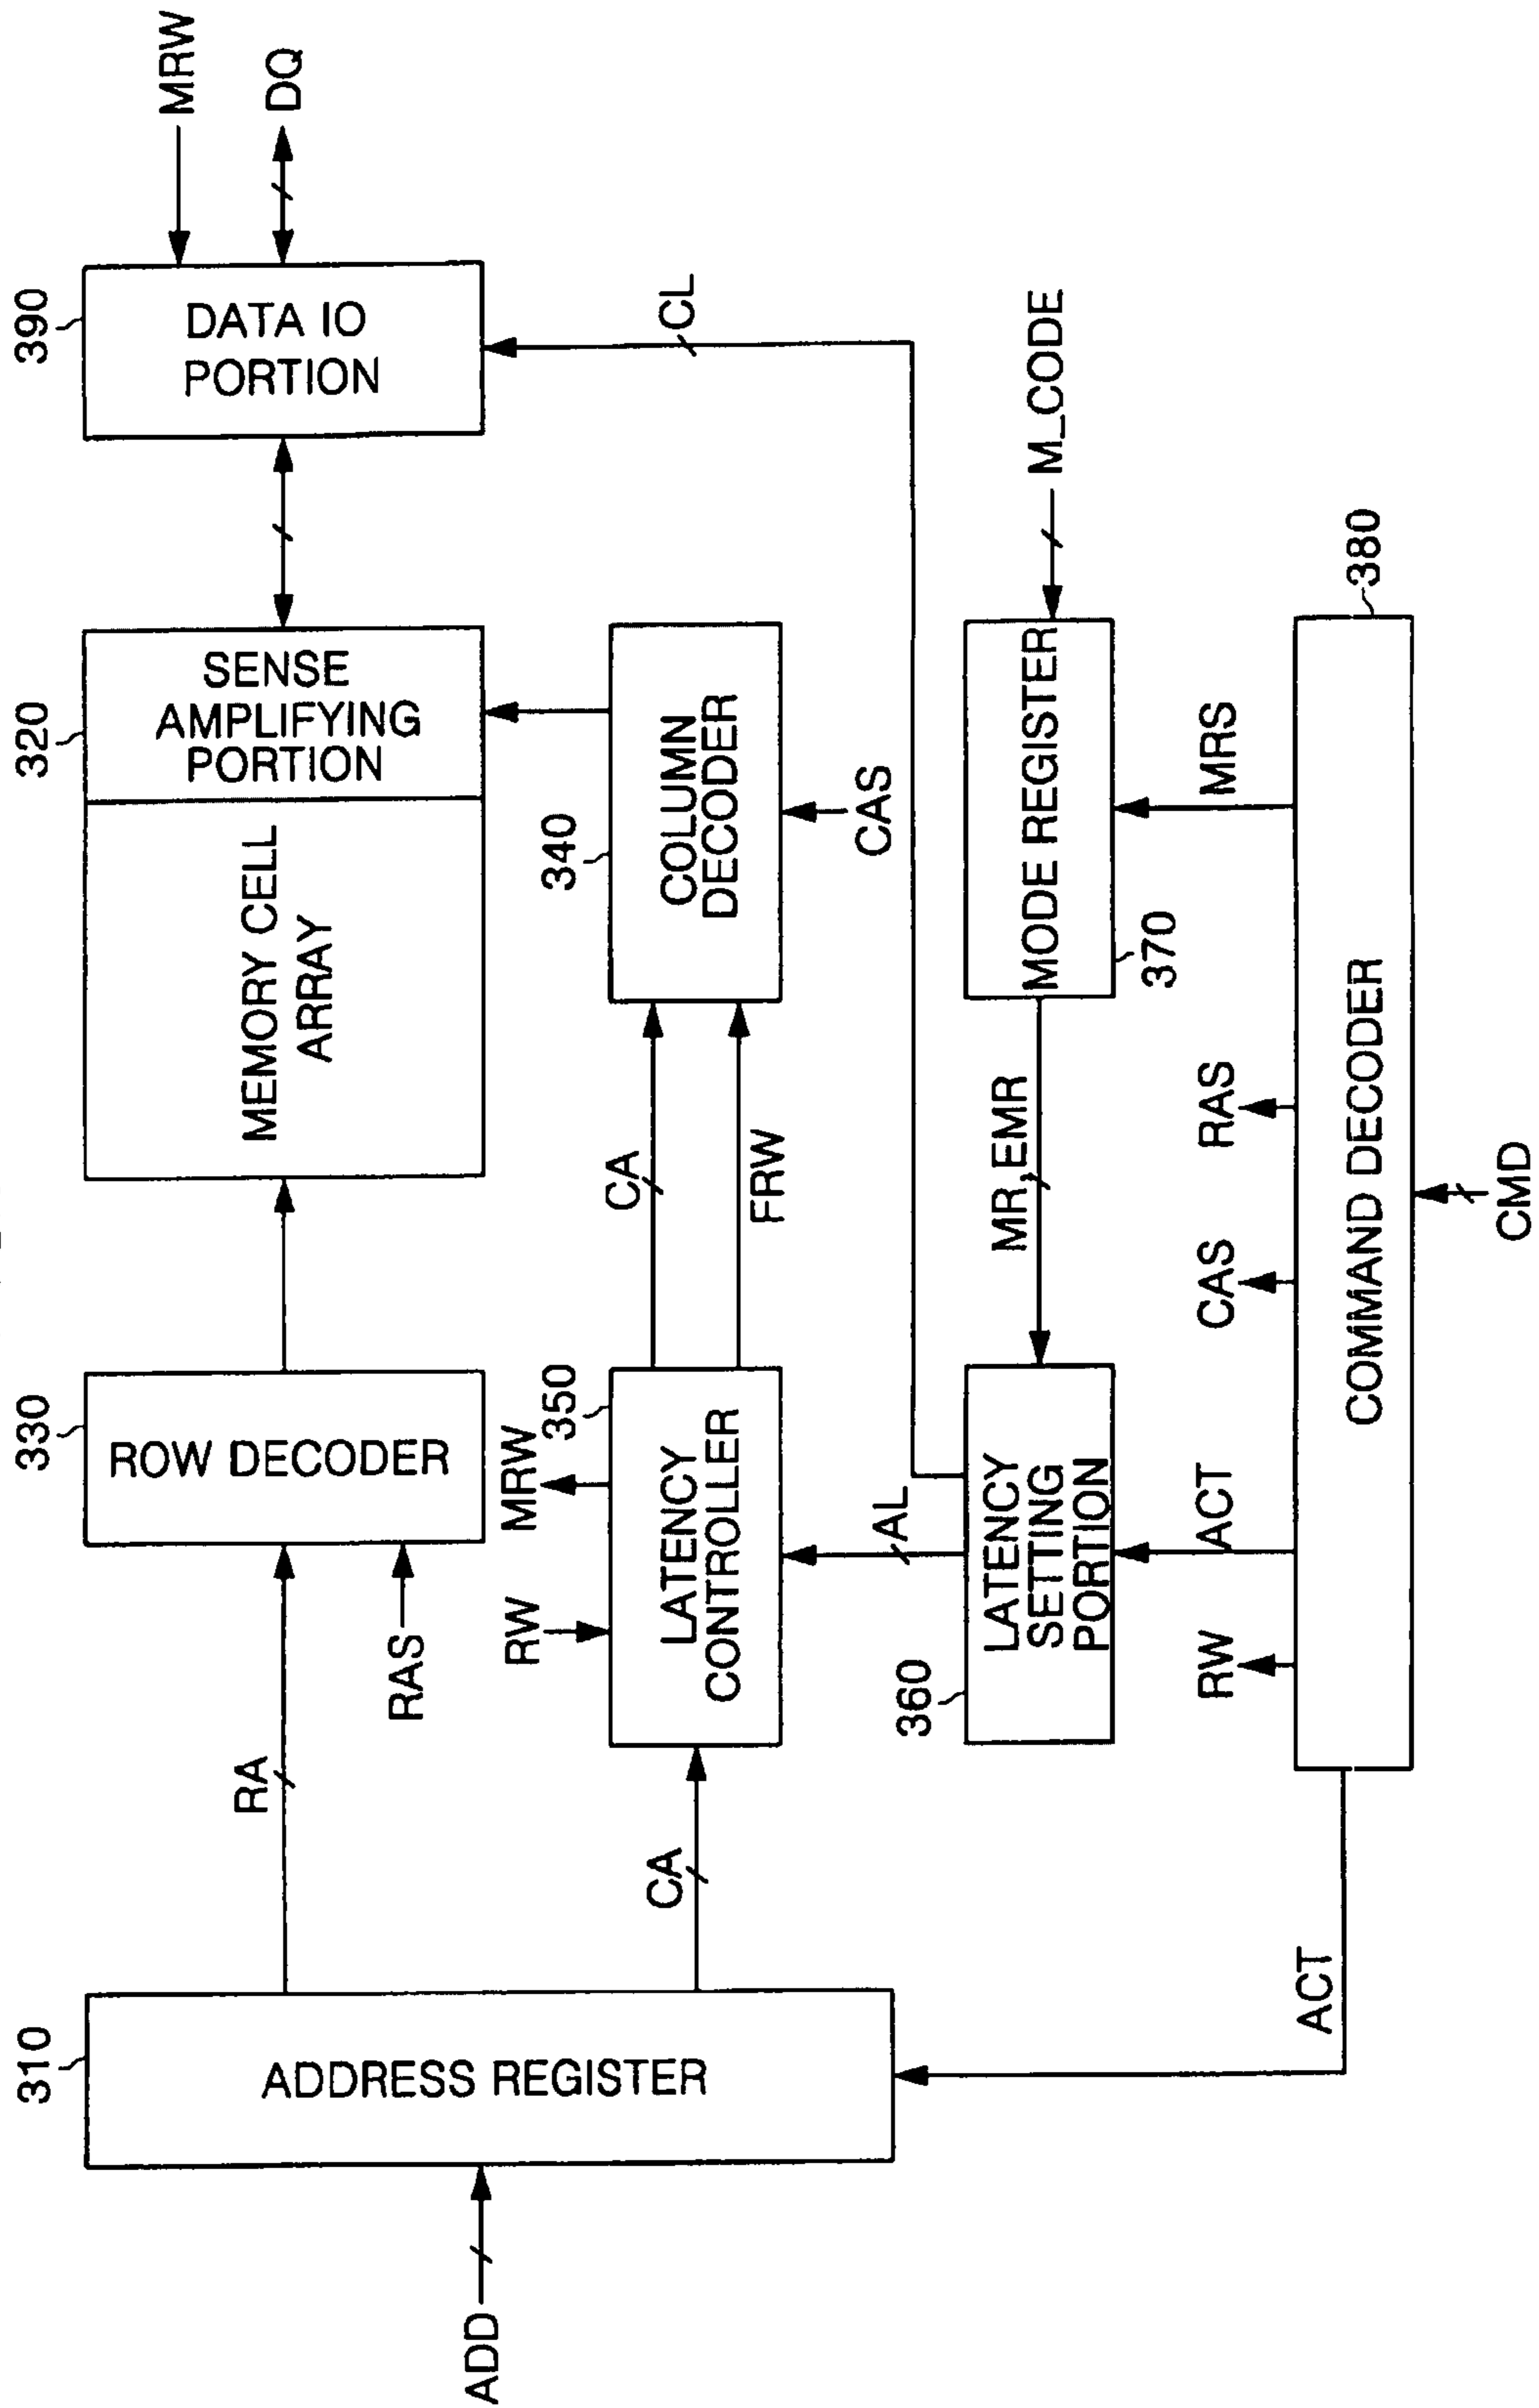 310
320
330
390
MRW
DQ
ADD
ADDRESS REGISTER
RA
RAS
ROW DECODER
MEMORY CELL
ARRAY
SENSE
AMPLIFYING
PORTION
DATA IO
PORTION
CA
RW
MRW
350
LATENCY
CONTROLLER
CA
FRW
340
COLUMN
DECODER
CAS
CL
AL
360
LATENCY
SETTING
PORTION
MR,EMR
MODE REGISTER
370
M_CODE
ACT
RW
ACT
CAS
RAS
MRS
380
COMMAND DECODER
CMD